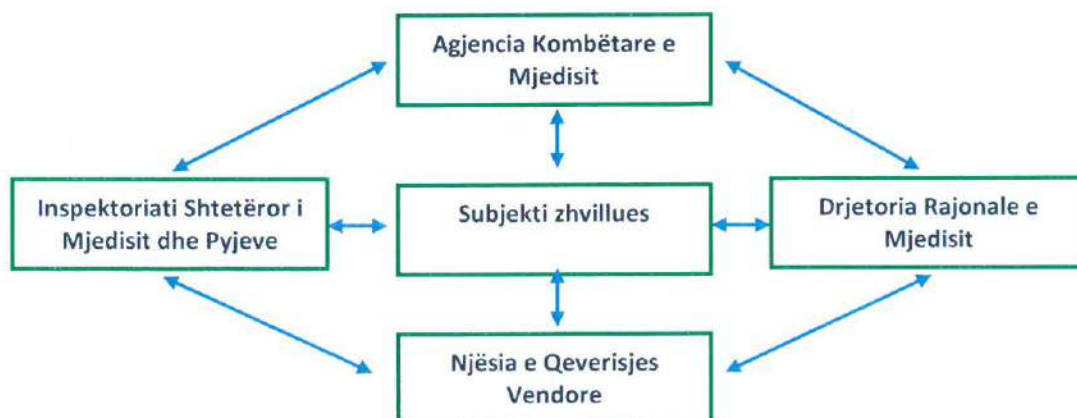 Agjencia Kombëtare e
Mjedisit
Inspektoriati Shtetëror i
Mjedisit dhe Pyjeve
Subjekti zhvillues
Drjetoria Rajonale e
Mjedisit
Njësia e Qeverisjes
Vendore